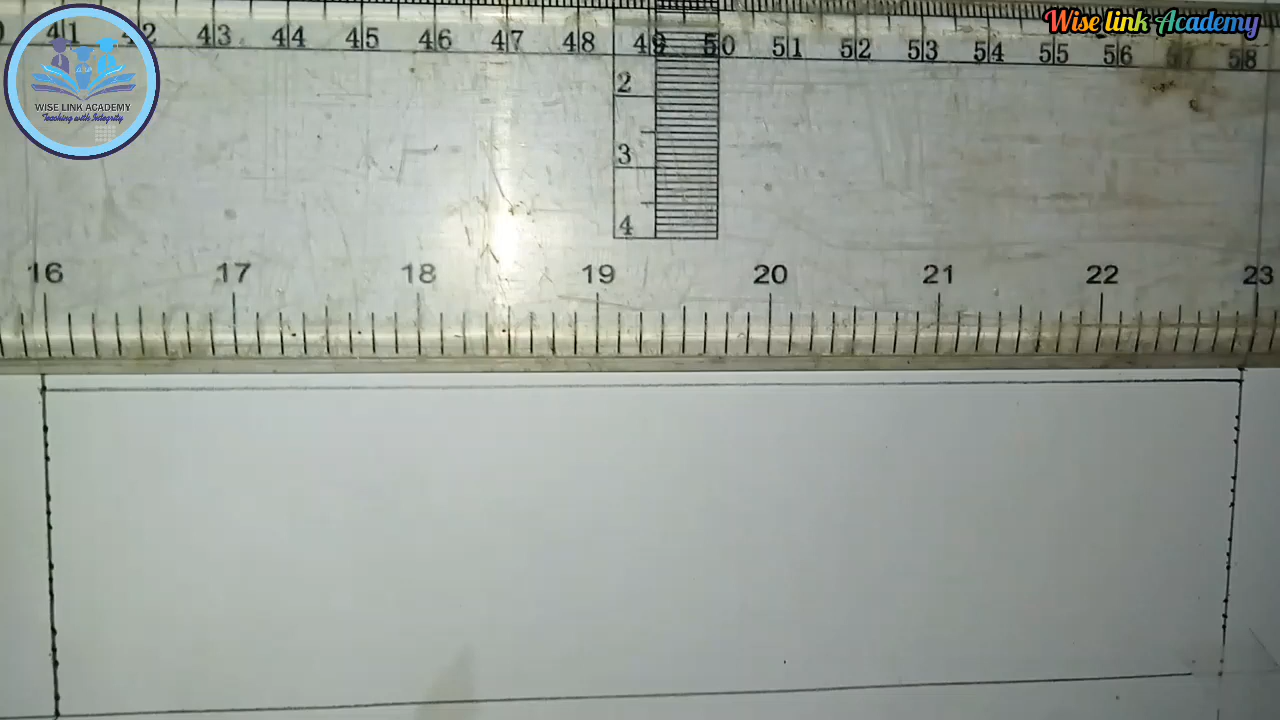 Wise link Academy
41 42 43 44 45 46 47 48 49 50 51 52 53 54 55 56 57 58
WISE LINK ACADEMY
Teaching with Integrity
2
3
4
16 17 18 19 20 21 22 23